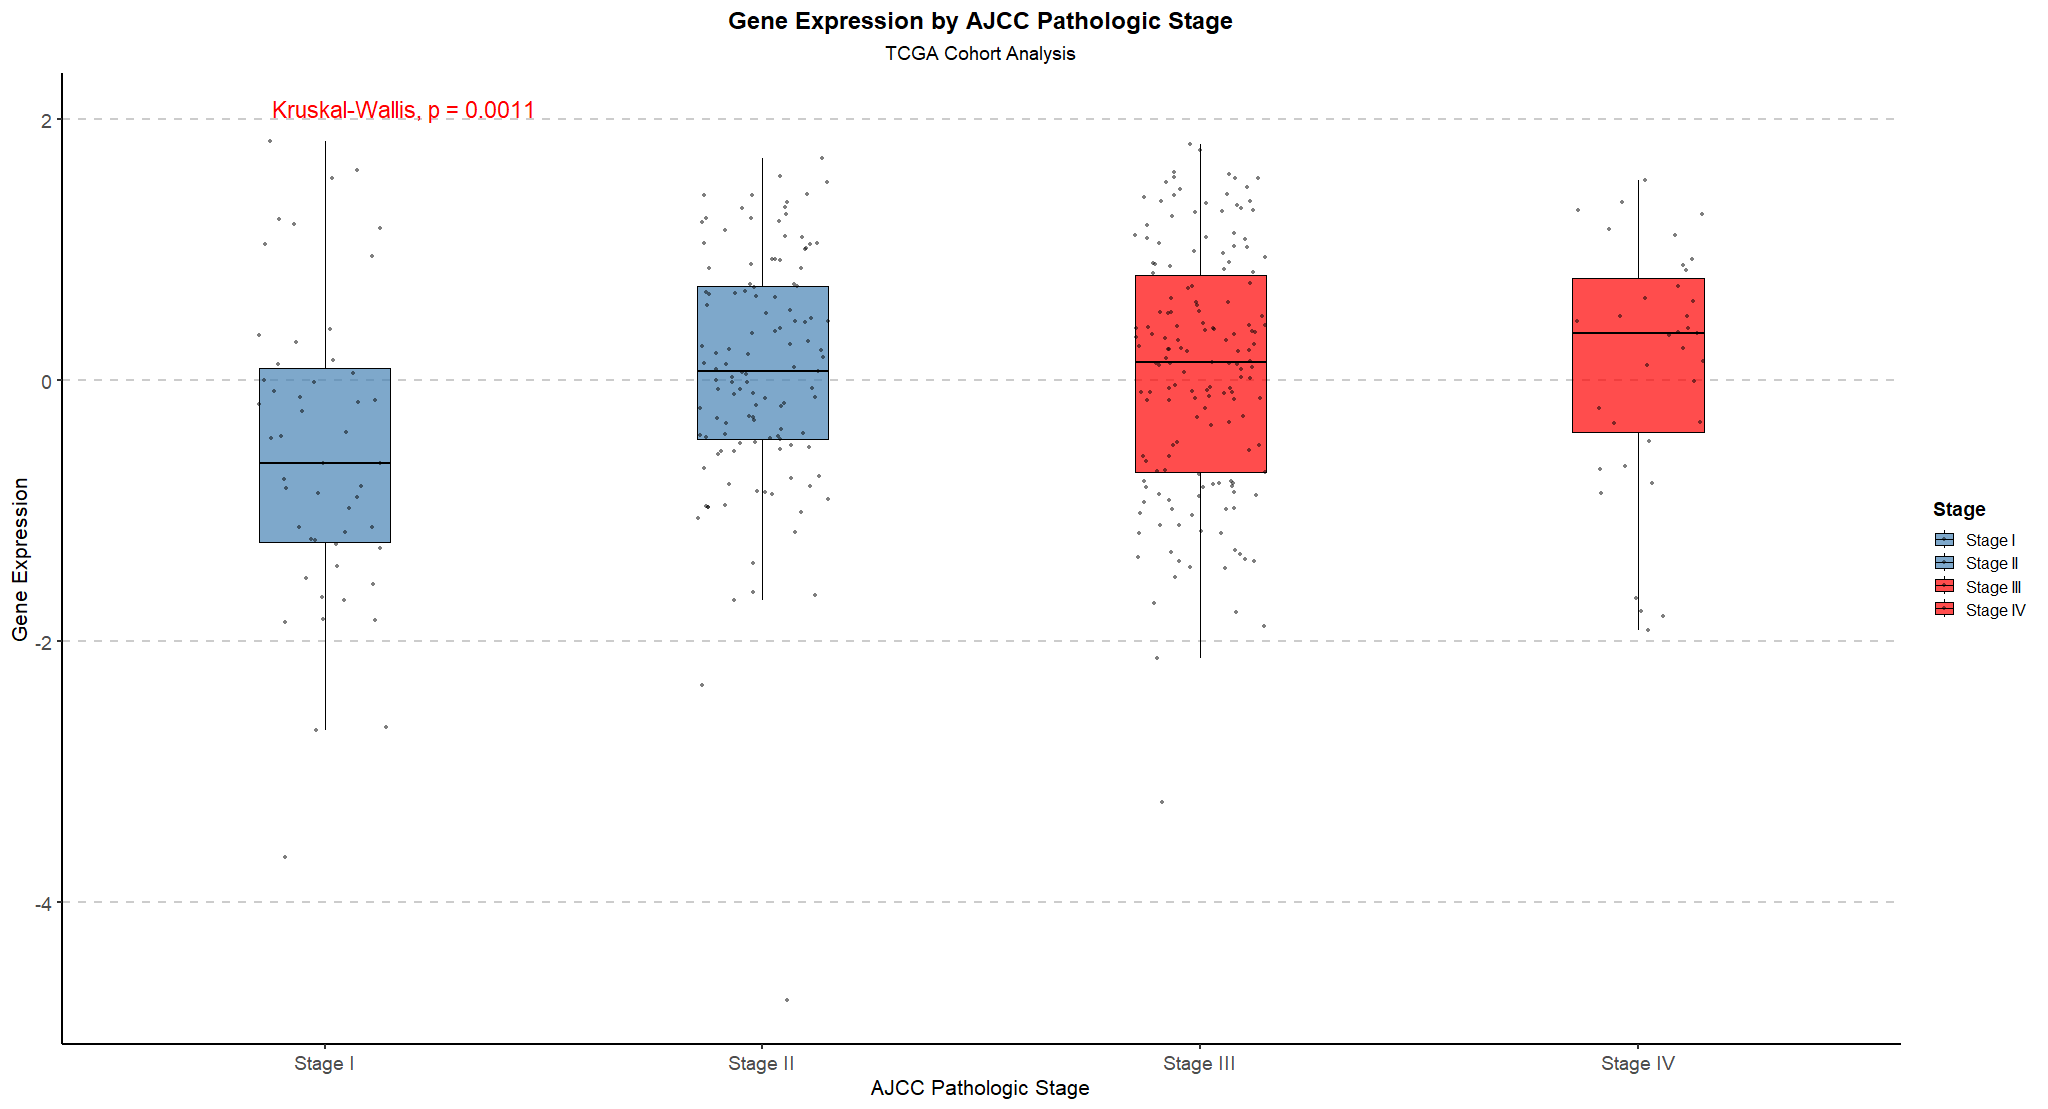 Gene Expression by AJCC Pathologic Stage
TCGA Cohort Analysis
Kruskal-Wallis, p = 0.0011
2
0
-2
-4
Gene Expression
Stage I
Stage II
Stage III
Stage IV
AJCC Pathologic Stage
Stage
Stage I
Stage II
Stage III
Stage IV